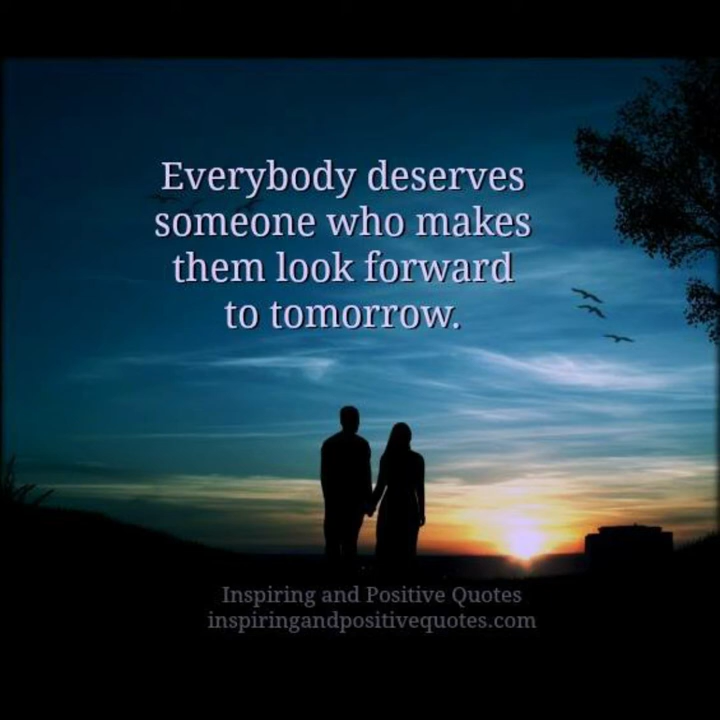 Everybody deserves
someone who makes
them look forward
to tomorrow.
Inspiring and Positive Quotes
inspiringandpositivequotes.com